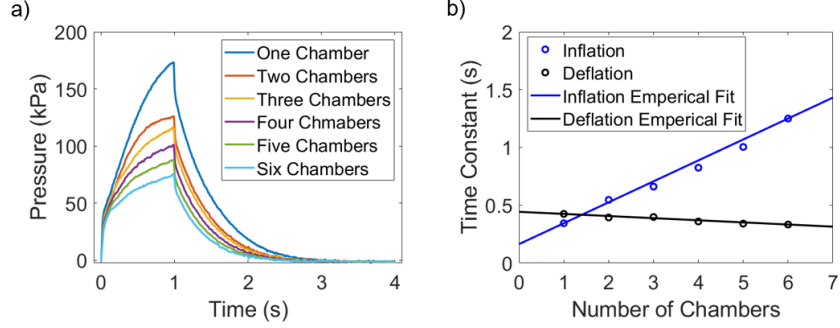 a)
200
150
100
50
0
Pressure (kPa)
0 1 2 3 4
Time (s)
One Chamber
Two Chambers
Three Chambers
Four Chmabers
Five Chambers
Six Chambers
b)
2
1.5
1
0.5
0
Time Constant (s)
0 1 2 3 4 5 6 7
Number of Chambers
Inflation
Deflation
Inflation Emperical Fit
Deflation Emperical Fit